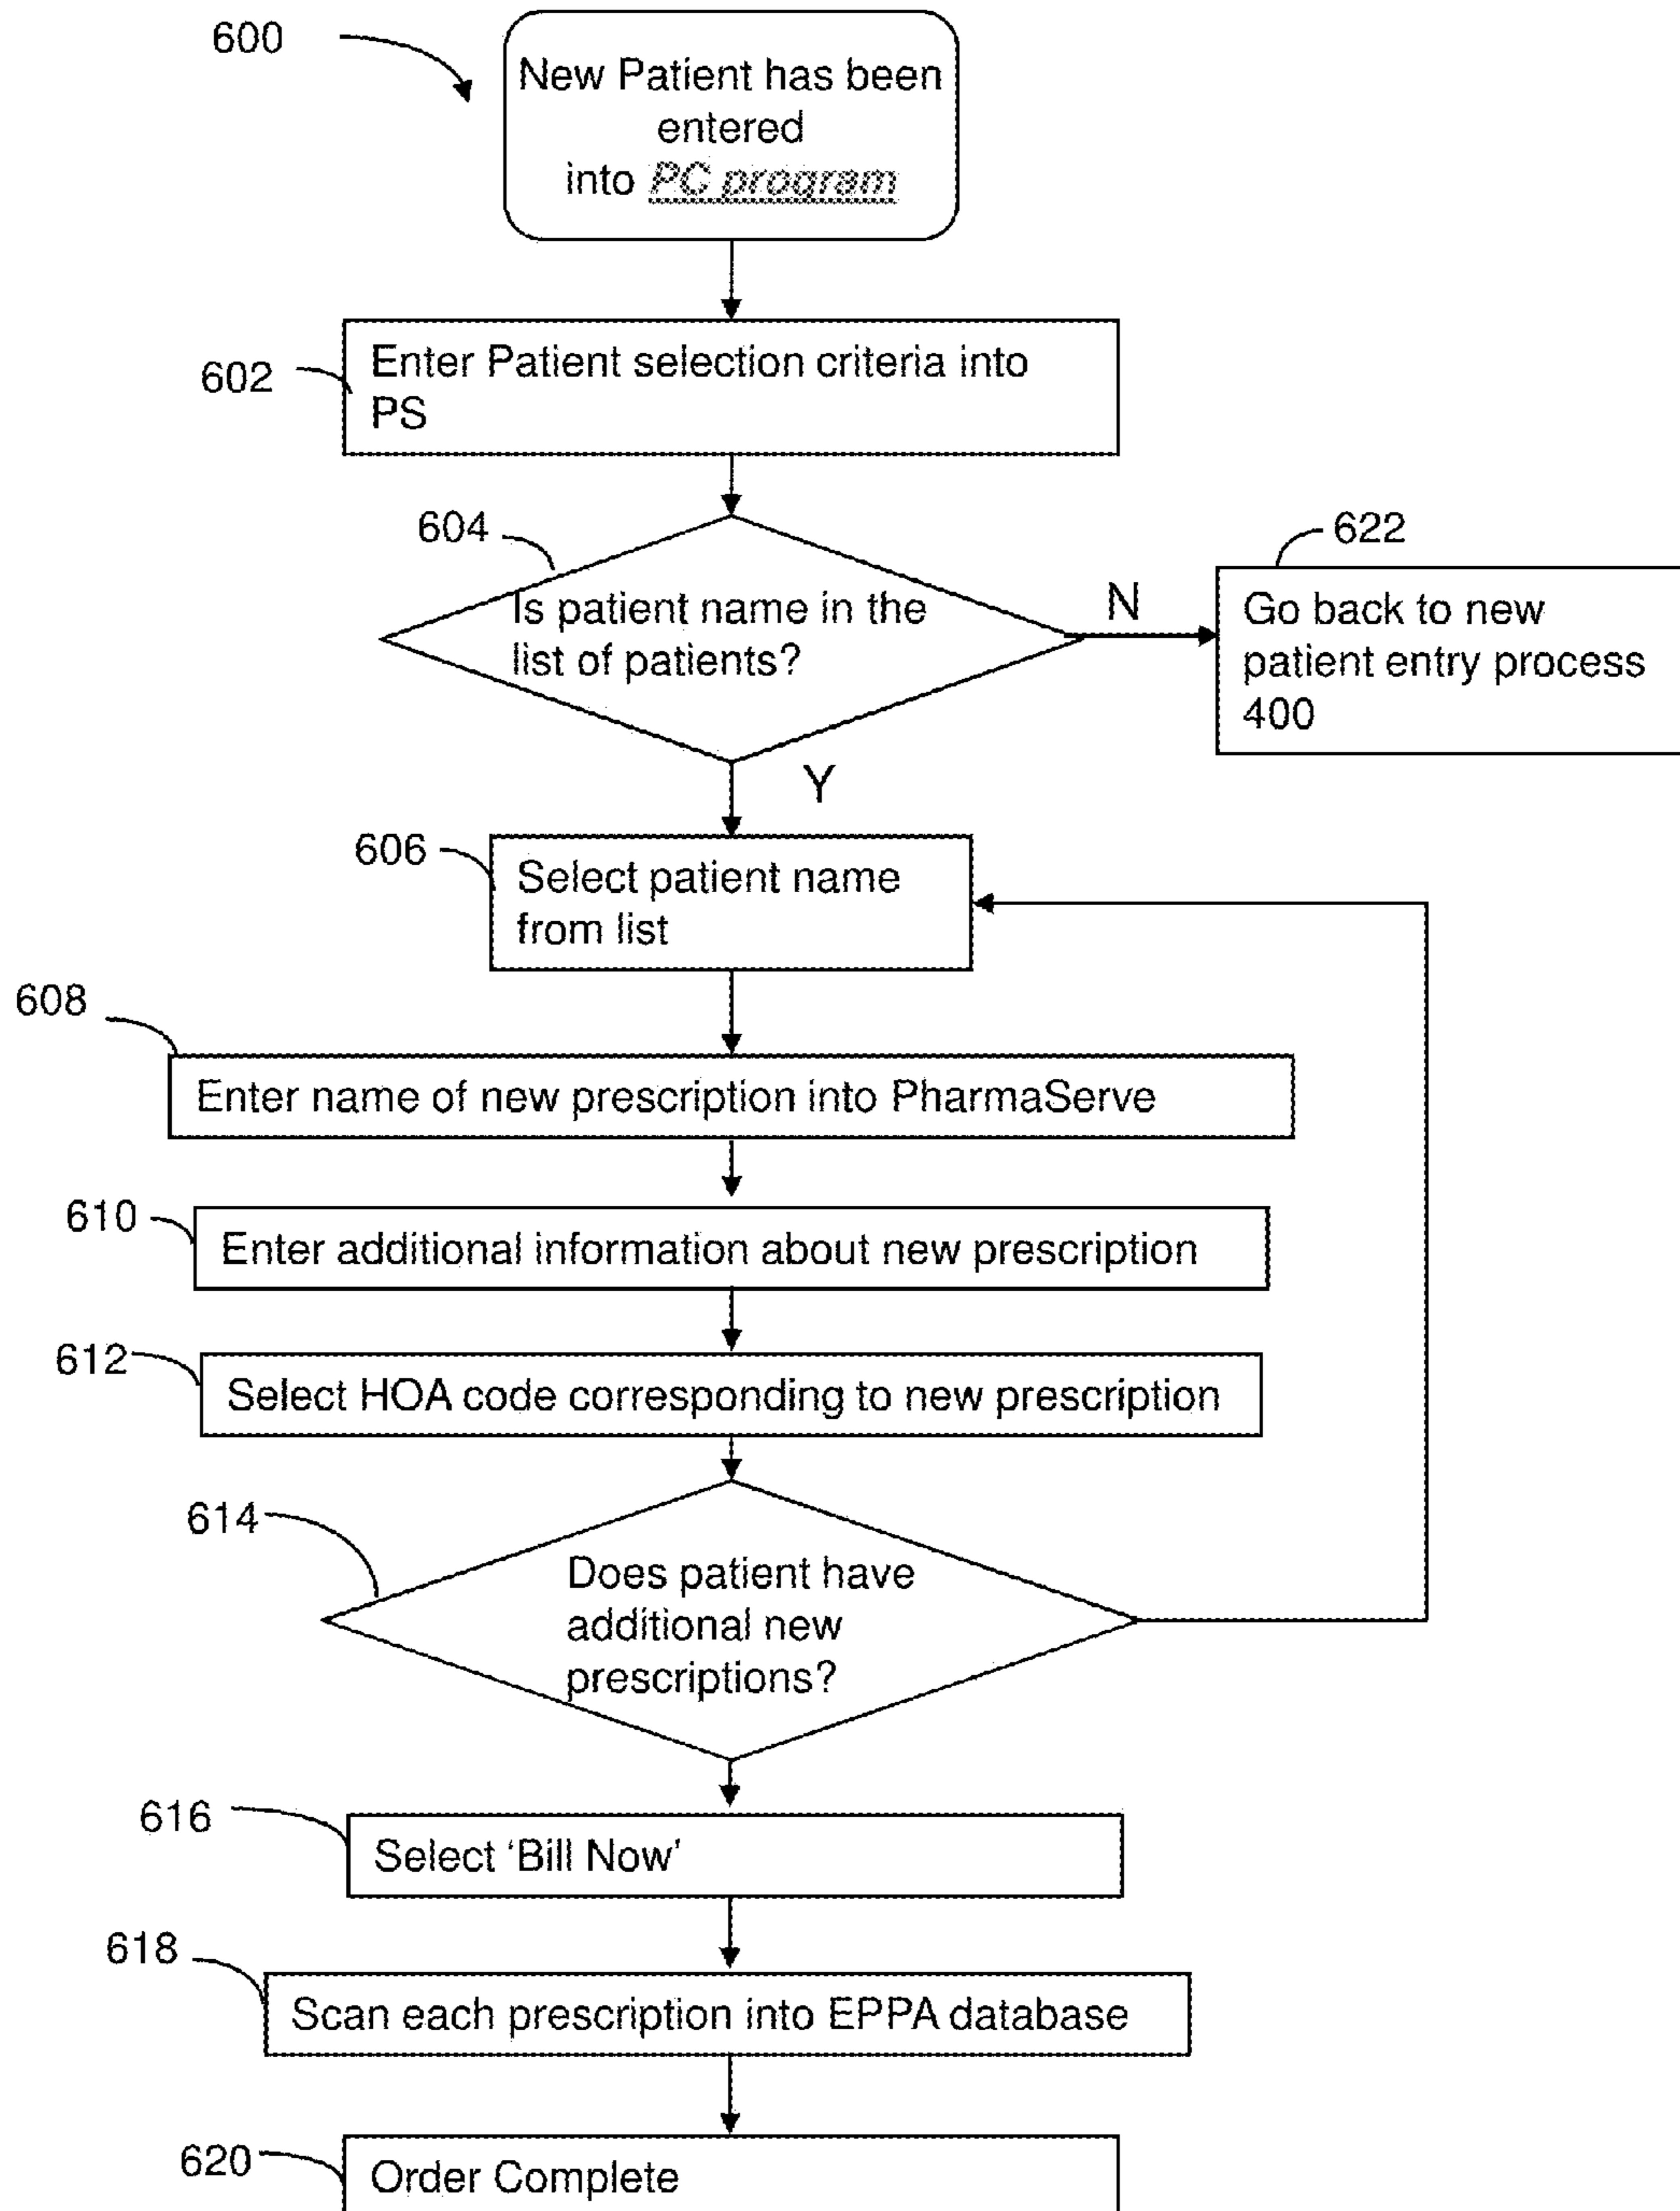 600
New Patient has been
entered
into PC program
602
Enter Patient selection criteria into
PS
604
Is patient name in the
list of patients?
N
622
Go back to new
patient entry process
400
Y
606
Select patient name
from list
608
Enter name of new prescription into PharmaServe
610
Enter additional information about new prescription
612
Select HOA code corresponding to new prescription
614
Does patient have
additional new
prescriptions?
616
Select ‘Bill Now’
618
Scan each prescription into EPPA database
620
Order Complete